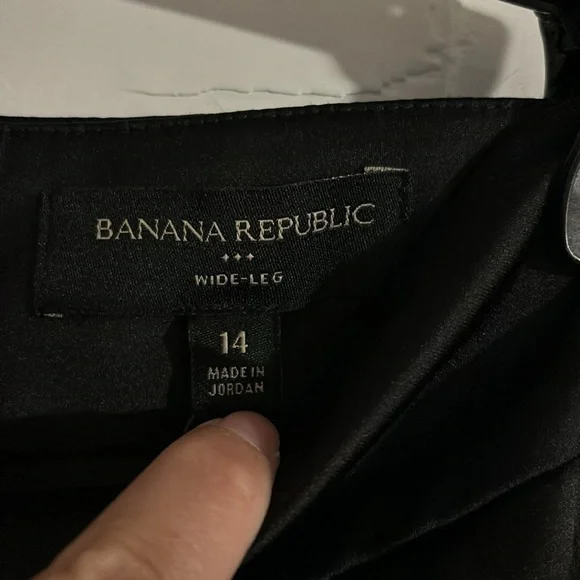 BANANA REPUBLIC
WIDE-LEG
14
MADE IN
JORDAN